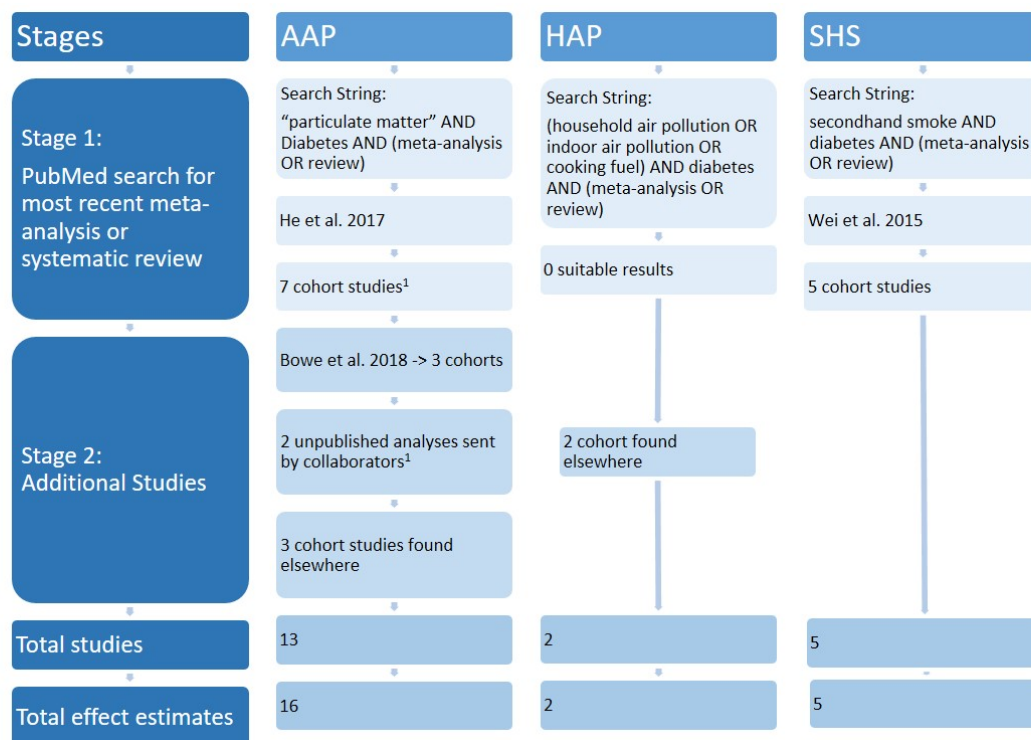 Stages
Stage 1:
PubMed search for
most recent meta-
analysis or
systematic review
Stage 2:
Additional Studies
Total studies
Total effect estimates
AAP
Search String:
“particulate matter” AND
Diabetes AND (meta-analysis
OR review)
He et al. 2017
7 cohort studies¹
Bowe et al. 2018 -> 3 cohorts
2 unpublished analyses sent
by collaborators¹
3 cohort studies found
elsewhere
13
16
HAP
Search String:
(household air pollution OR
indoor air pollution OR
cooking fuel) AND diabetes
AND (meta-analysis OR
review)
0 suitable results
2 cohort found
elsewhere
2
2
SHS
Search String:
secondhand smoke AND
diabetes AND (meta-analysis
OR review)
Wei et al. 2015
5 cohort studies
5
5